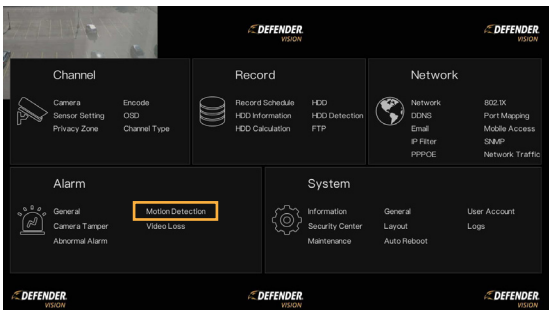 DEFENDER
VISION
DEFENDER
VISION
Channel
Camera Encode
Sensor Setting OSD
Privacy Zone Channel Type
Record
Record Schedule HDD
HDD Information HDD Detection
HDD Calculation FTP
Network
Network 802.1X
DDNS Port Mapping
Email Mobile Access
IP Filter SNMP
PPPOE Network Traffic
Alarm
General Motion Detection
Camera Tamper Video Loss
Abnormal Alarm
System
Information General User Account
Security Center Layout Logs
Maintenance Auto Reboot
DEFENDER
VISION
DEFENDER
VISION
DEFENDER
VISION